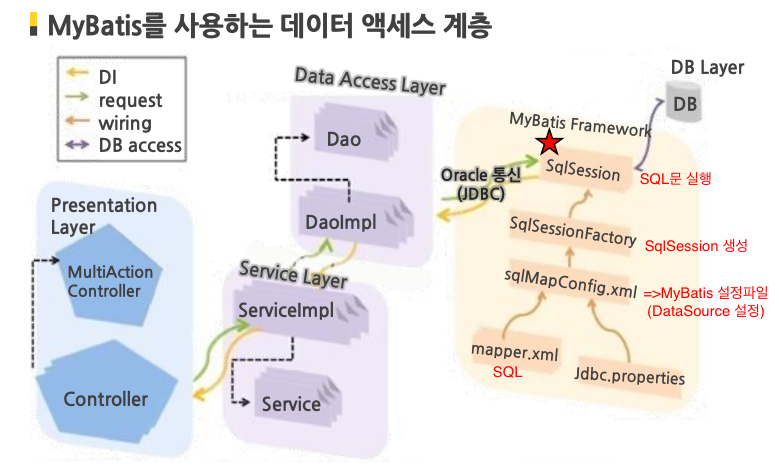 MyBatis를 사용하는 데이터 액세스 계층
DI
request
wiring
DB access
Data Access Layer
Dao
DaoImpl
DB Layer
DB
MyBatis Framework
SqlSession
SQL문 실행
Oracle 통신
(JDBC)
SqlSessionFactory
SqlSession 생성
sqlMapConfig.xml
=>MyBatis 설정파일
(DataSource 설정)
mapper.xml
SQL
Jdbc.properties
Presentation
Layer
MultiAction
Controller
Controller
Service Layer
ServiceImpl
Service